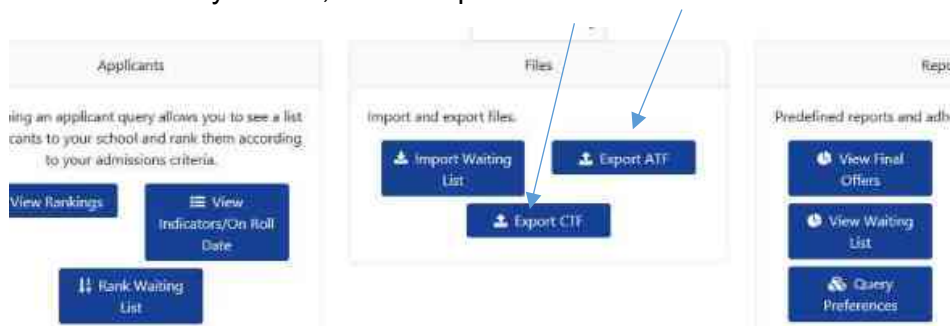 Applicants
ing an applicant query allows you to see a list
cants to your school and rank them according
to your admissions criteria.
View Rankings
View
Indicators/On Roll
Date
Rank Waiting
List
Files
Import and export files.
Import Waiting
List
Export ATF
Export CTF
Repo
Predefined reports and adh
View Final
Offers
View Waiting
List
Query
Preferences